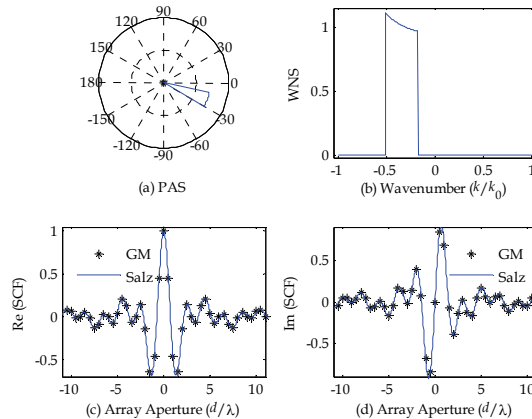 90
120 60
150 30
180 0
-150 -30
-120 -60
-90
(a) PAS
WNS
1
0.5
0
-1 -0.5 0 0.5 1
(b) Wavenumber (k/k0)
Re (SCF)
1
0.5
0
-0.5
GM
Salz
-10 -5 0 5 10
(c) Array Aperture (d/λ)
Im (SCF)
0.5
0
-0.5
GM
Salz
-10 -5 0 5 10
(d) Array Aperture (d/λ)